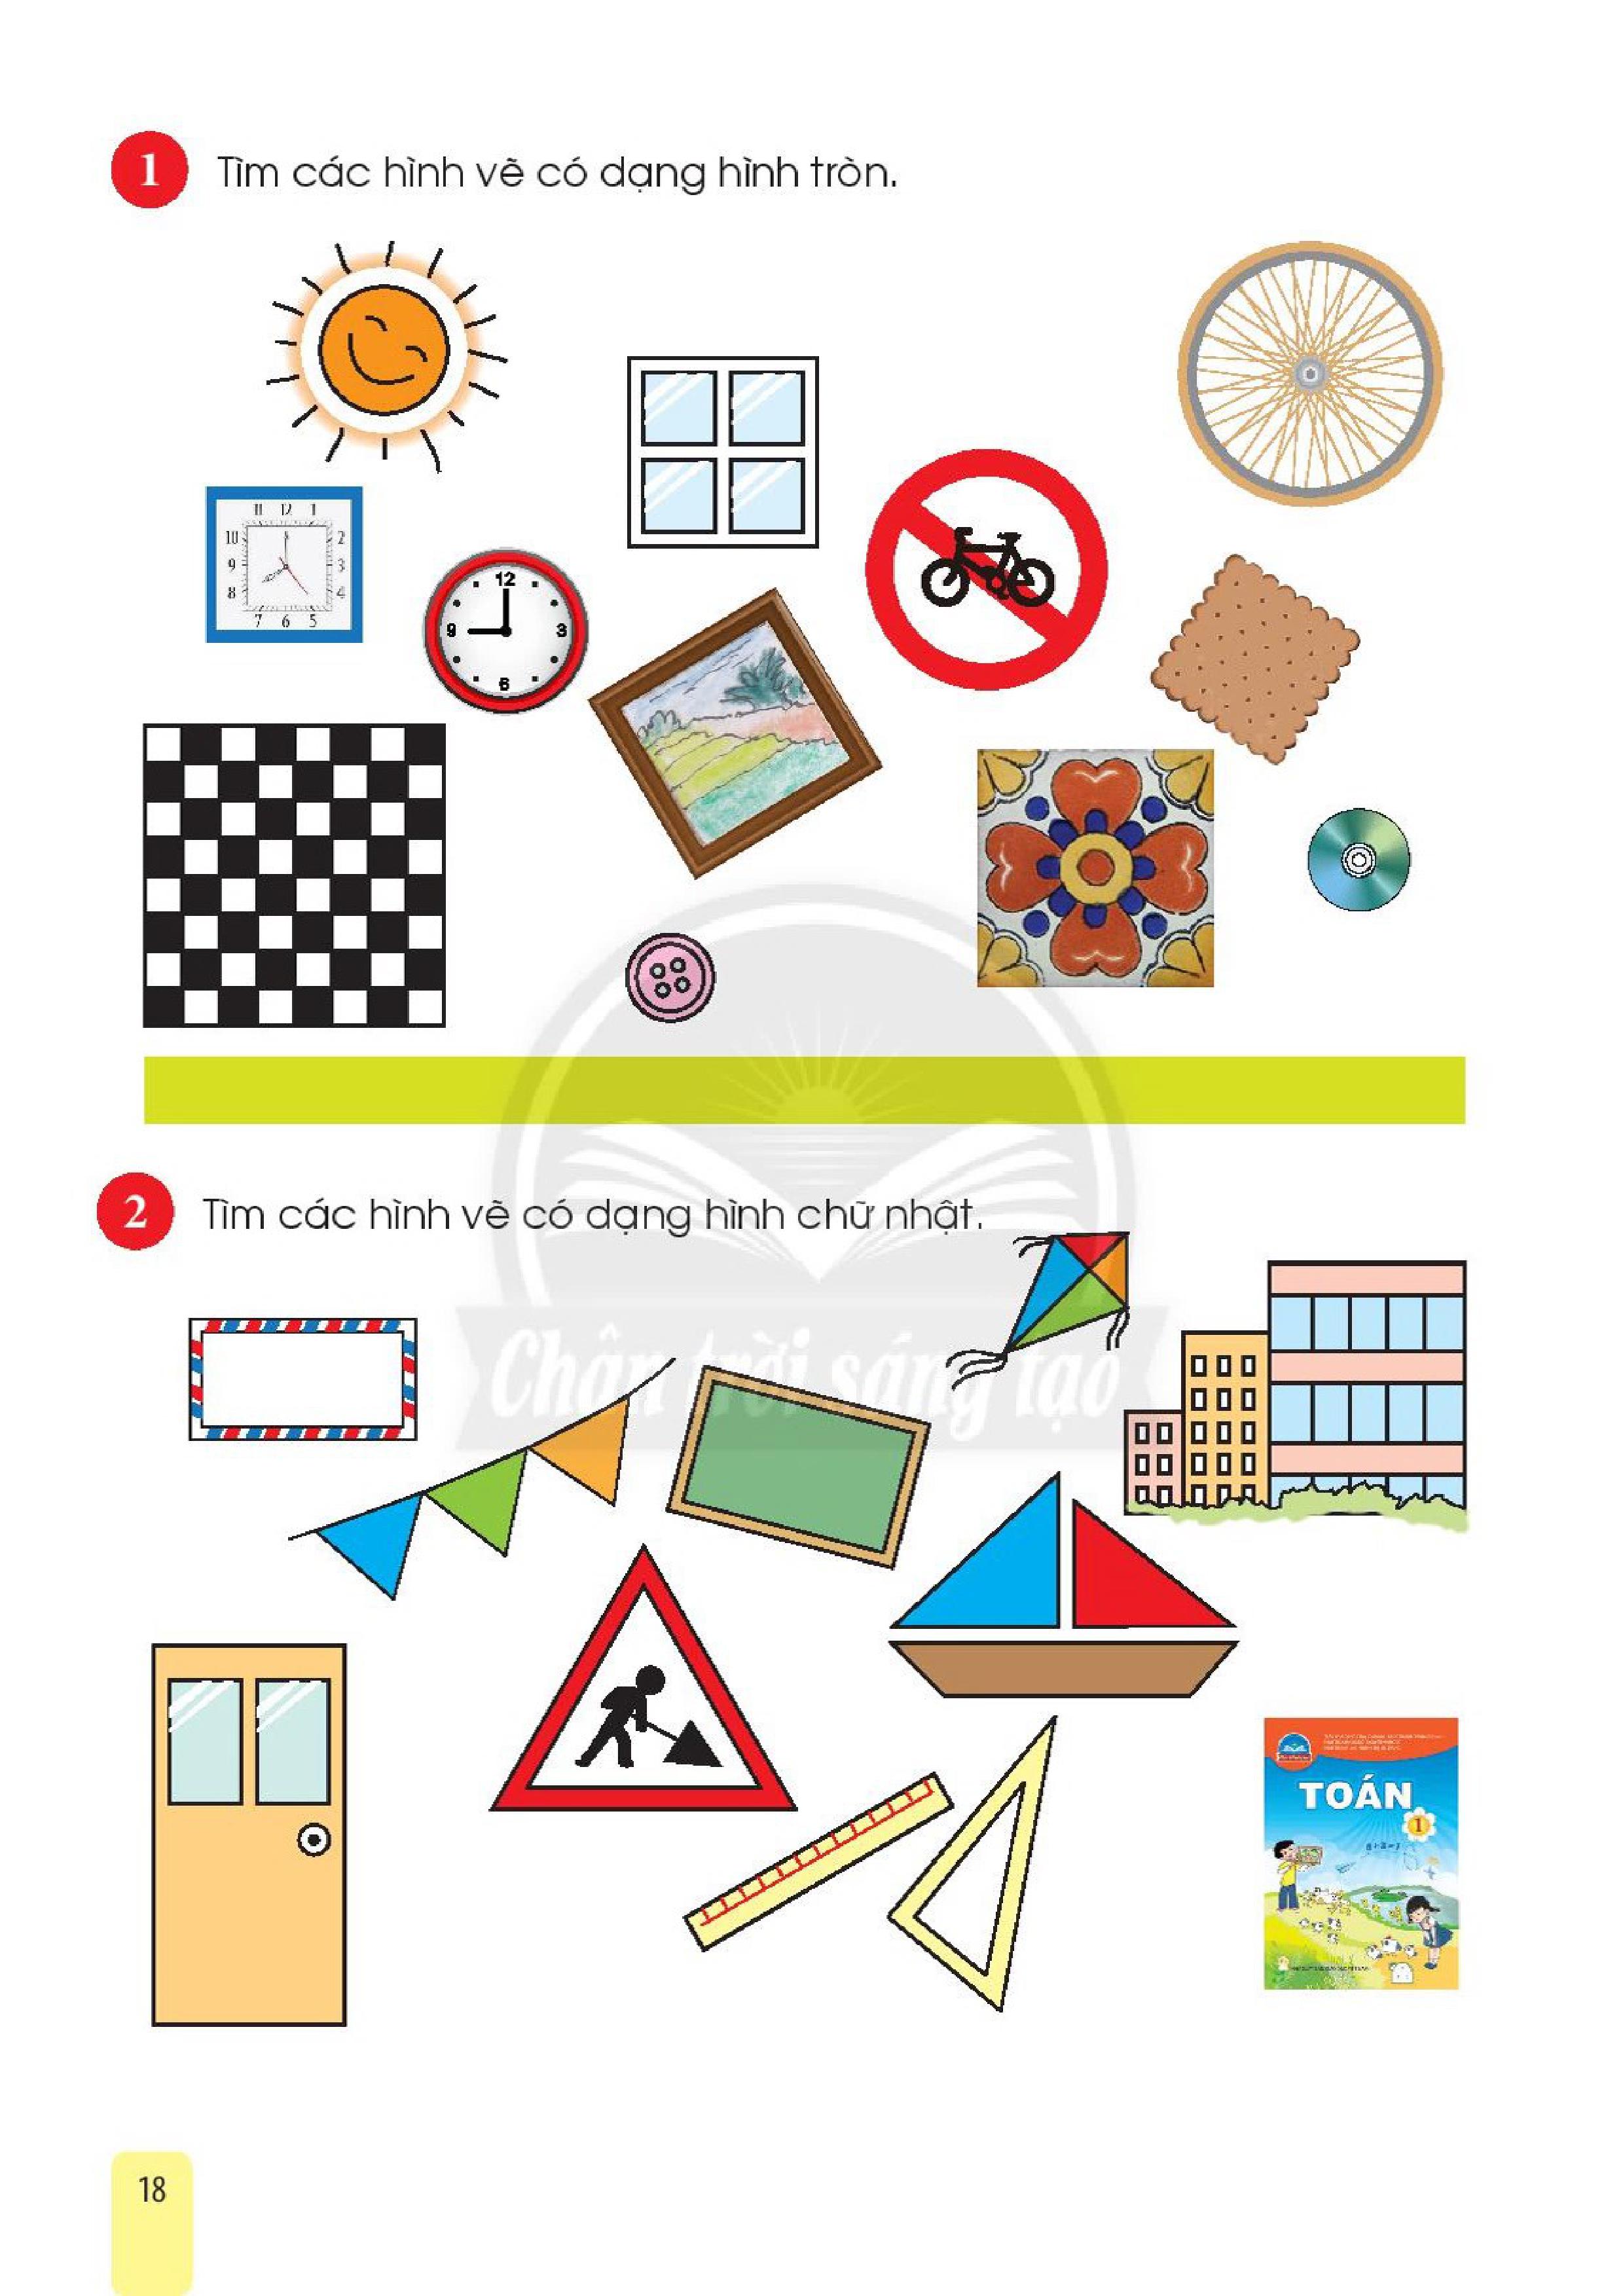 1 Tìm các hình vẽ có dạng hình tròn.
11 12 1
10 2
9 3
8 4
7 6 5
12
9 3
6
2 Tìm các hình vẽ có dạng hình chữ nhật.
Chân trời sáng tạo
TOÁN
1
18